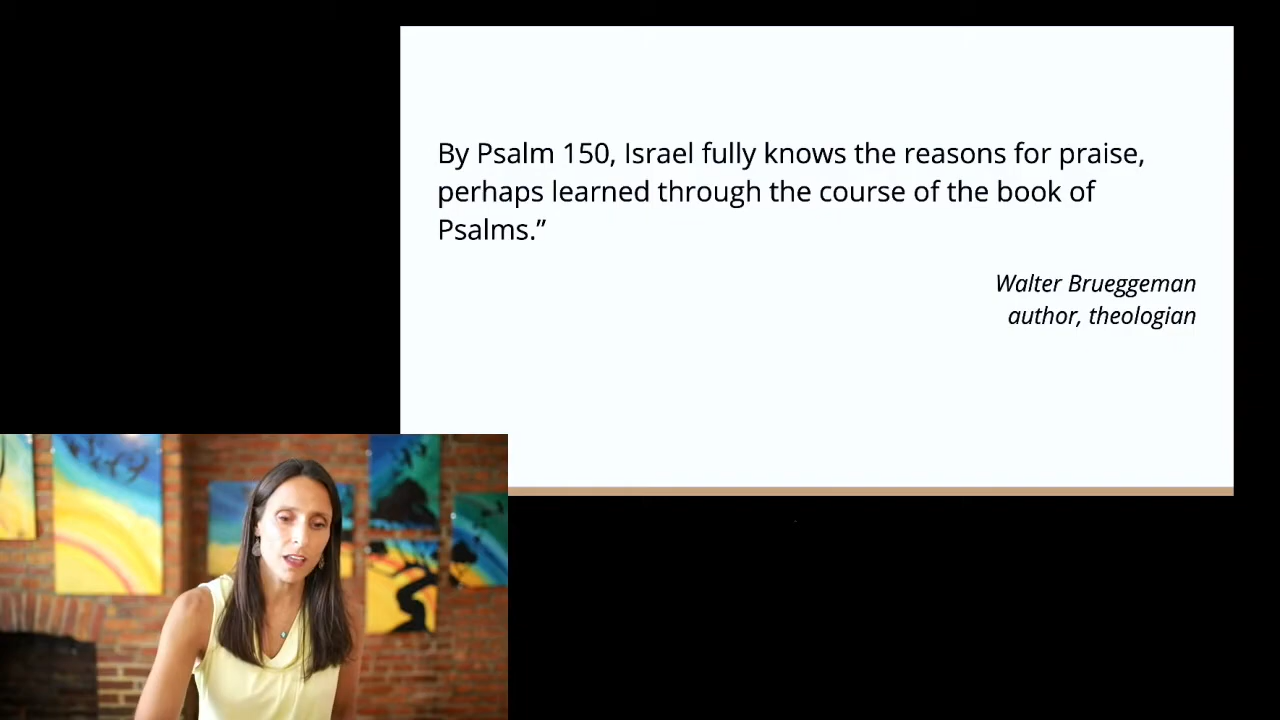 By Psalm 150, Israel fully knows the reasons for praise,
perhaps learned through the course of the book of
Psalms.”
Walter Brueggeman
author, theologian